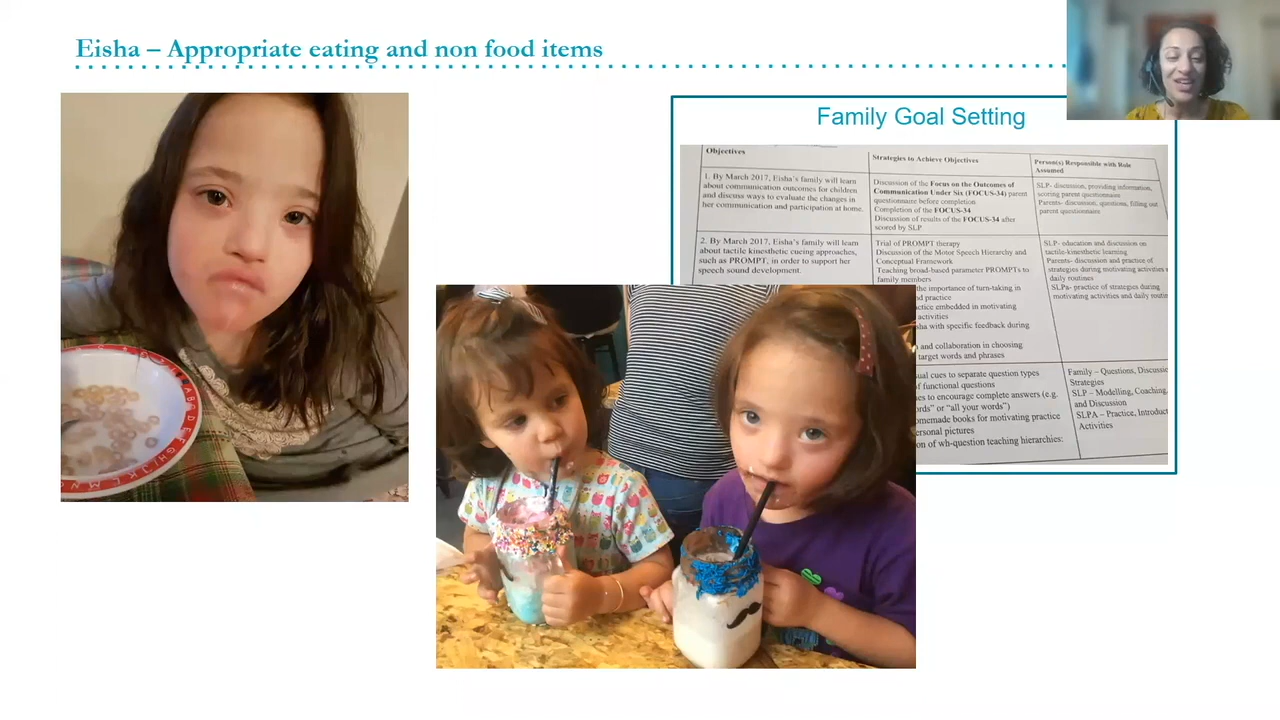 Eisha – Appropriate eating and non food items
Family Goal Setting
Objectives
Strategies to Achieve Objectives
Person(s) Responsible with Role
Assumed
1. By March 2017, Eisha's family will learn
about communication outcomes for children
and discuss ways to evaluate the changes in
her communication and participation at home.
Discussion of the Focus on the Outcomes of
Communication Under Six (FOCUS-34) parent
questionnaire before completion
Completion of the FOCUS-34
Discussion of results of the FOCUS-34 after
scored by SLP
SLP- discussion, providing information,
scoring parent questionnaire
Parents- discussion, questions, filling out
parent questionnaire
2. By March 2017, Eisha's family will learn
about tactile kinesthetic cueing approaches,
such as PROMPT, in order to support her
speech sound development.
Trial of PROMPT therapy
Discussion of the Motor Speech Hierarchy and
Conceptual Framework
Teaching broad-based parameter PROMPTs to
family members
the importance of turn-taking in
practice
embedded in motivating
activities
with specific feedback during
and collaboration in choosing
target words and phrases
SLP- education and discussion on
tactile-kinesthetic learning
Parents- discussion and practice of
strategies during motivating activities
daily routines
SLPa- practice of strategies during
motivating activities and daily
cues to separate question types
of functional questions
to encourage complete answers (e.g.
or "all your words")
books for motivating practice
pictures
of wh-question teaching hierarchies:
Family – Questions,
Strategies
SLP – Modelling, Coaching,
and Discussion
SLPA – Practice,
Activities
A B C D E F G H I J K